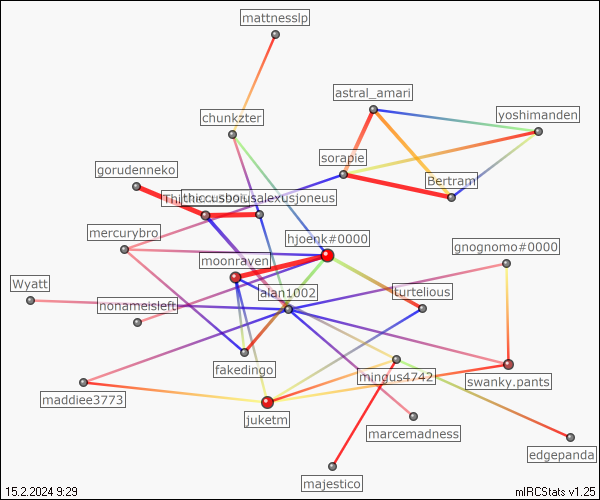 mattnesslp
astral_amari
yoshimanden
chunkzter
sorapie
gorudenneko
Bertram
mercurybro
hjoenk#0000
gnognomo#0000
moonraven
Wyatt
alan1002
turtelious
nonameisleft
fakedingo
mingus4742
swanky.pants
maddiee3773
juketm
marcemadness
edgepanda
majestico
15.2.2024 9:29
mIRCStats v1.25